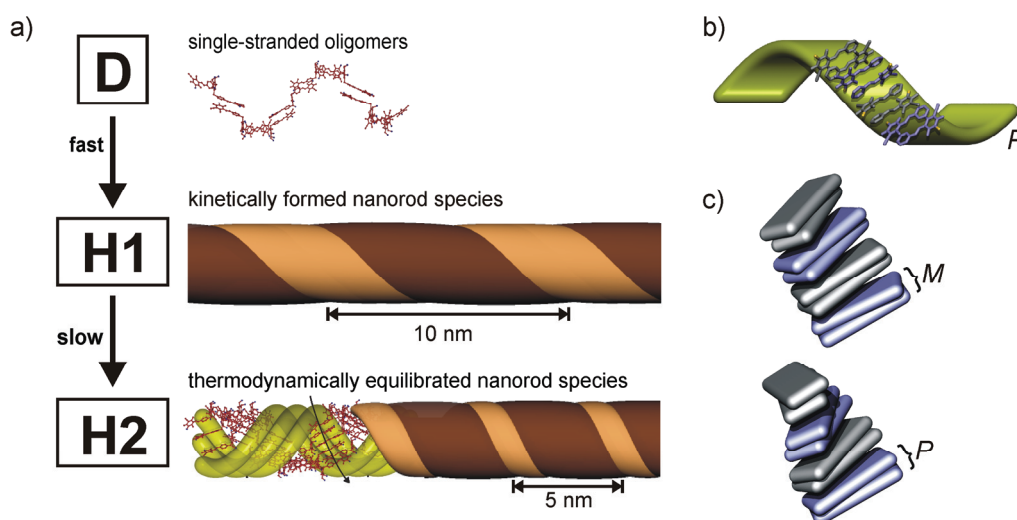 a)
D
single-stranded oligomers
fast
H1
kinetically formed nanorod species
10 nm
slow
H2
thermodynamically equilibrated nanorod species
5 nm
b)
P
c)
M
P